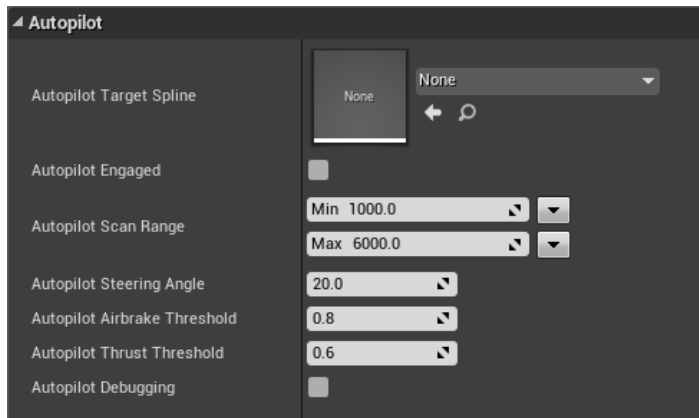 Autopilot
Autopilot Target Spline
None
None
Autopilot Engaged
Autopilot Scan Range
Min 1000.0
Max 6000.0
Autopilot Steering Angle 20.0
Autopilot Airbrake Threshold 0.8
Autopilot Thrust Threshold 0.6
Autopilot Debugging